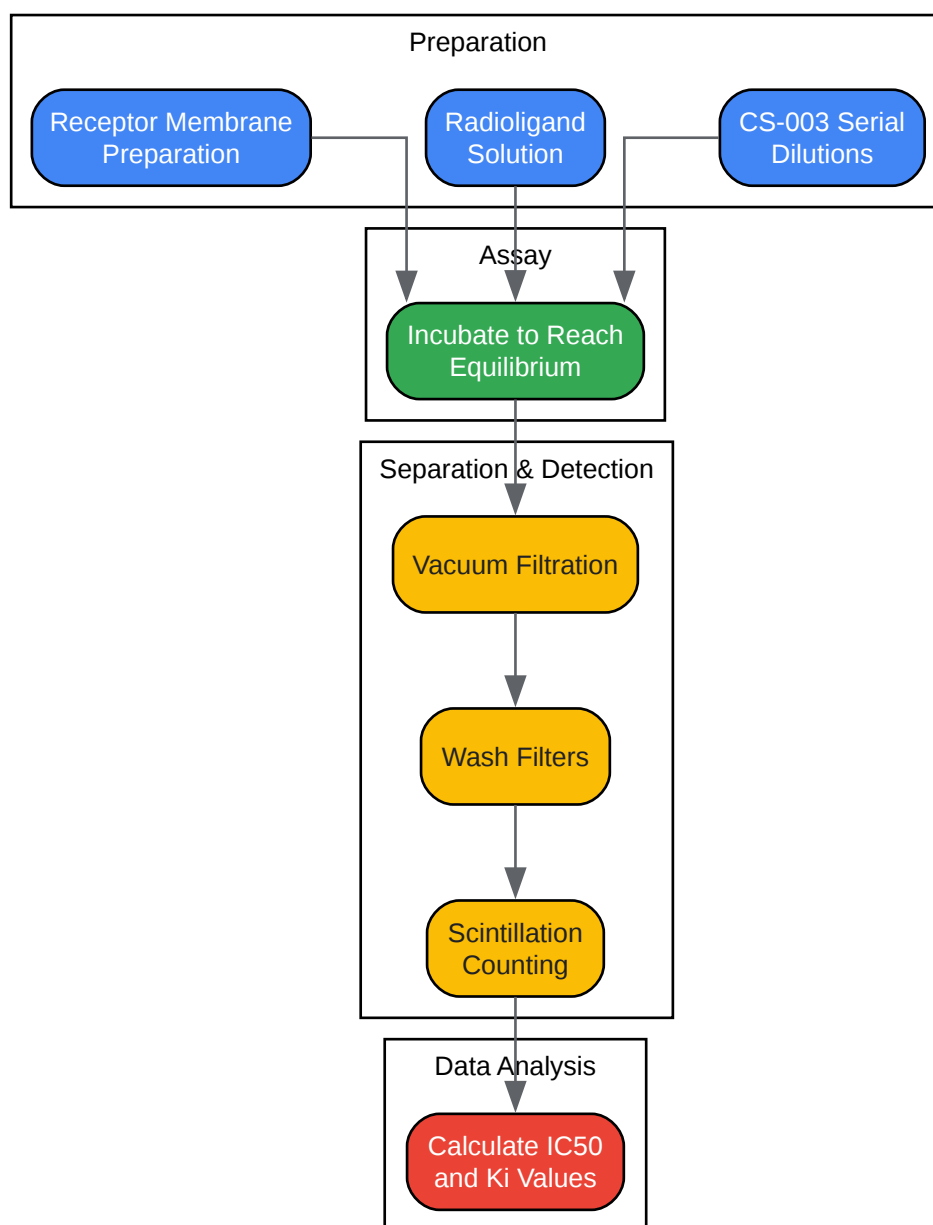 Preparation
Receptor Membrane
Preparation
Radioligand
Solution
CS-003 Serial
Dilutions
Assay
Incubate to Reach
Equilibrium
Separation & Detection
Vacuum Filtration
Wash Filters
Scintillation
Counting
Data Analysis
Calculate IC50
and Ki Values